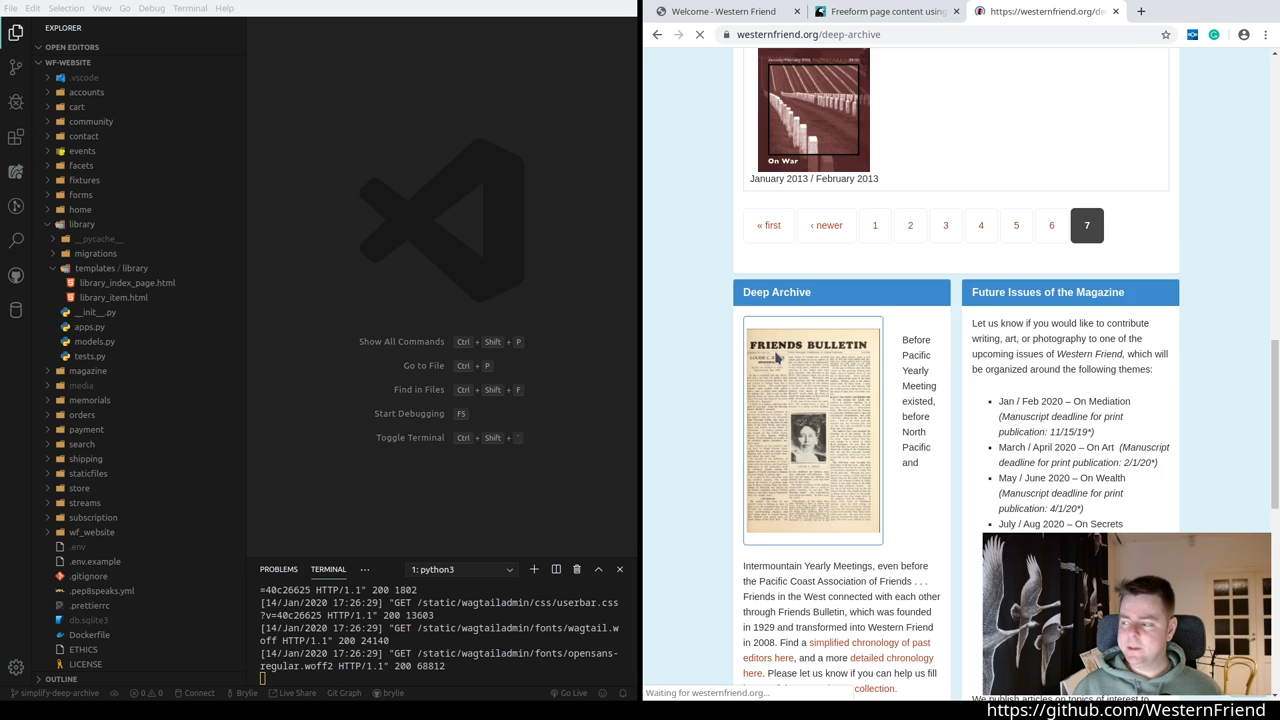 File Edit Selection View Go Debug Terminal Help
EXPLORER
OPEN EDITORS
WF-WEBSITE
.vscode
accounts
cart
community
contact
events
facets
fixtures
forms
home
library
__pycache__
migrations
templates / library
library_index_page.html
library_item.html
__init__.py
apps.py
models.py
tests.py
magazine
media
memorials
orders
payment
search
shipping
staticfiles
store
streams
subscription
wf_website
.env
.env.example
.gitignore
.pep8speaks.yml
.prettierrc
db.sqlite3
Dockerfile
ETHICS
LICENSE
OUTLINE
Show All Commands Ctrl + Shift + P
Go to File Ctrl + P
Find in Files Ctrl + Shift + F
Start Debugging F5
Toggle Terminal Ctrl + Shift + `
PROBLEMS TERMINAL ... 1: python3
=40c26625 HTTP/1.1" 200 1802
[14/Jan/2020 17:26:29] "GET /static/wagtailadmin/css/userbar.css
?v=40c26625 HTTP/1.1" 200 13603
[14/Jan/2020 17:26:29] "GET /static/wagtailadmin/fonts/wagtail.w
off HTTP/1.1" 200 24140
[14/Jan/2020 17:26:29] "GET /static/wagtailadmin/fonts/opensans-
regular.woff2 HTTP/1.1" 200 68812
simplify-deep-archive 0 0 Connect Brylie Live Share Git Graph brylie Go Live
Welcome - Western Friend
Freeform page content using
https://westernfriend.org/de
westernfriend.org/deep-archive
On War
January 2013 / February 2013
« first ‹ newer 1 2 3 4 5 6 7
Deep Archive
FRIENDS BULLETIN
Before
Pacific
Yearly
Meeting
existed,
before
North
Pacific
and
Intermountain Yearly Meetings, even before
the Pacific Coast Association of Friends . . .
Friends in the West connected with each other
through Friends Bulletin, which was founded
in 1929 and transformed into Western Friend
in 2008. Find a simplified chronology of past
editors here, and a more detailed chronology
here. Please let us know if you can help us fill
collection.
Waiting for westernfriend.org...
Future Issues of the Magazine
Let us know if you would like to contribute
writing, art, or photography to one of the
upcoming issues of Western Friend, which will
be organized around the following themes:
Jan / Feb 2020 – On Mediation
(Manuscript deadline for print
publication: 11/15/19*)
March / April 2020 – On Art (Manuscript
deadline for print publication: 2/1/20*)
May / June 2020 – On Wealth
(Manuscript deadline for print
publication: 4/1/20*)
July / Aug 2020 – On Secrets
https://github.com/WesternFriend